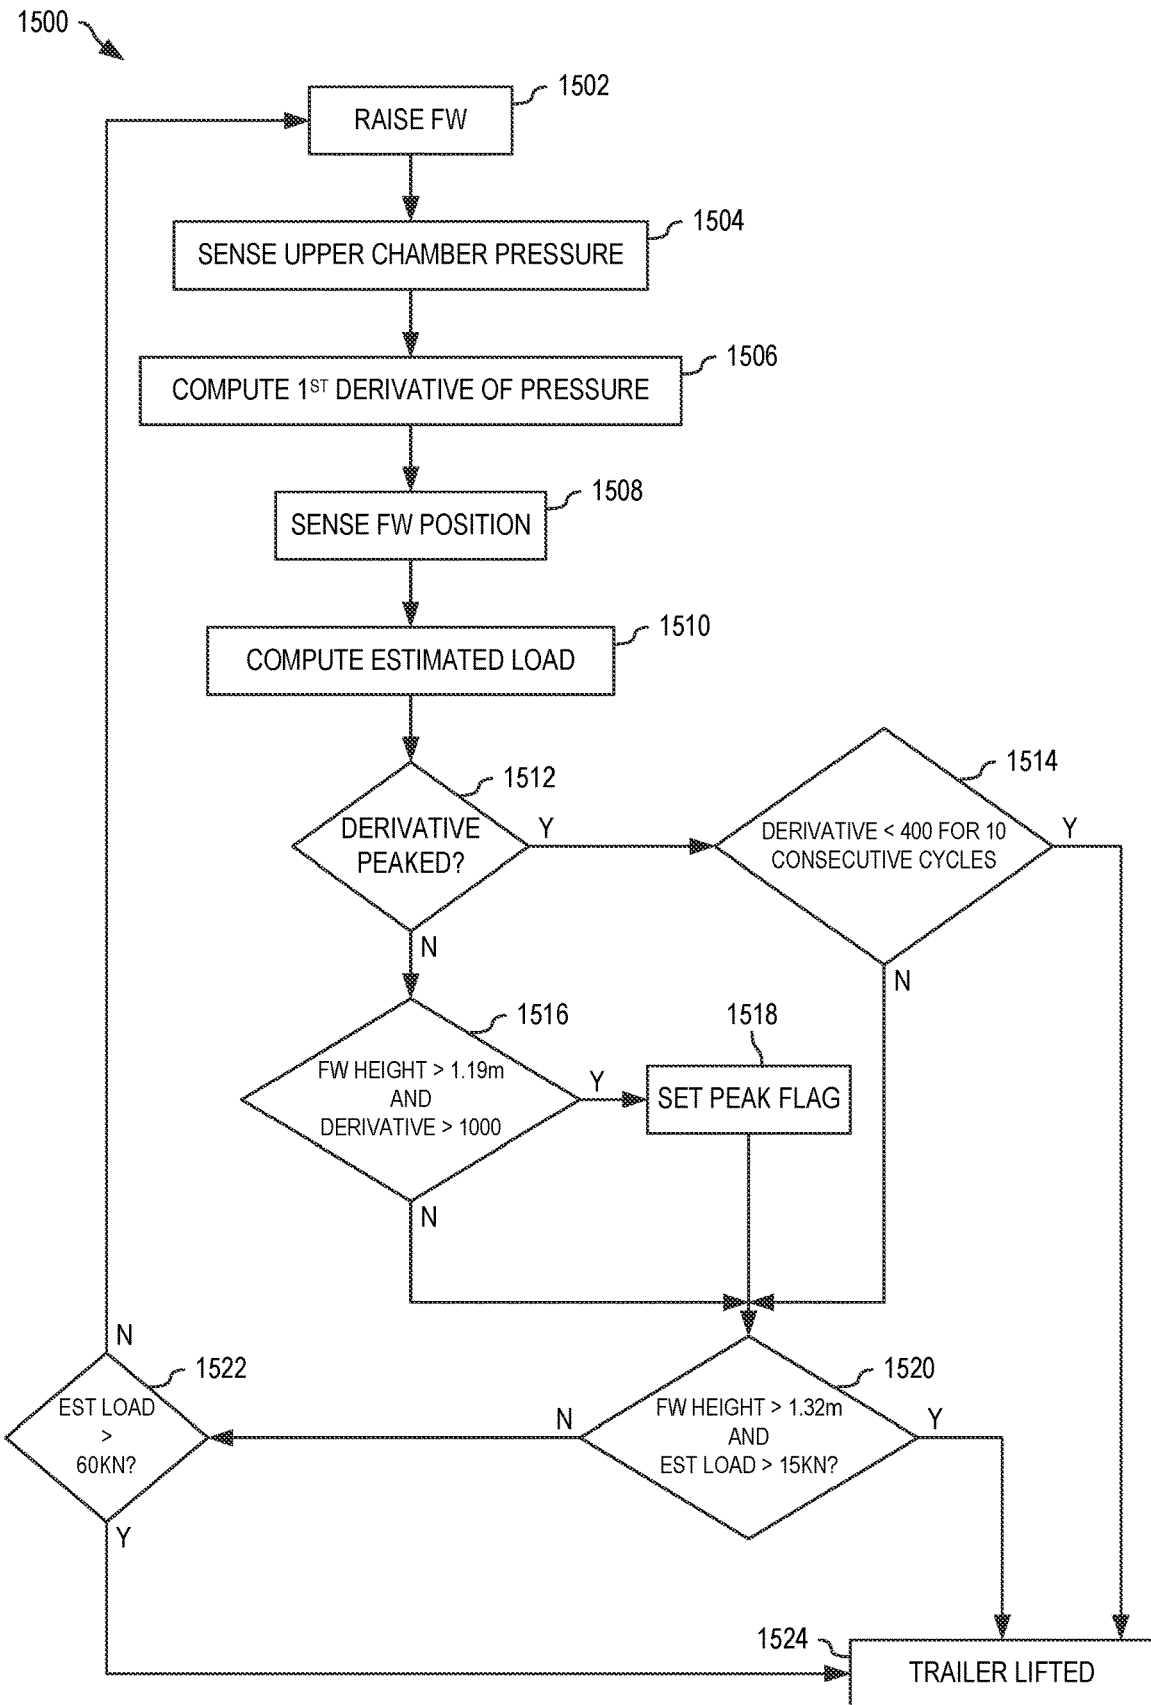 1500
1502
RAISE FW
1504
SENSE UPPER CHAMBER PRESSURE
1506
COMPUTE 1ST DERIVATIVE OF PRESSURE
1508
SENSE FW POSITION
1510
COMPUTE ESTIMATED LOAD
1512
DERIVATIVE
PEAKED?
Y
N
1514
DERIVATIVE < 400 FOR 10
CONSECUTIVE CYCLES
Y
N
1516
FW HEIGHT > 1.19m
AND
DERIVATIVE > 1000
Y
N
1518
SET PEAK FLAG
1520
FW HEIGHT > 1.32m
AND
EST LOAD > 15KN?
N
Y
1522
EST LOAD
>
60KN?
N
Y
1524
TRAILER LIFTED